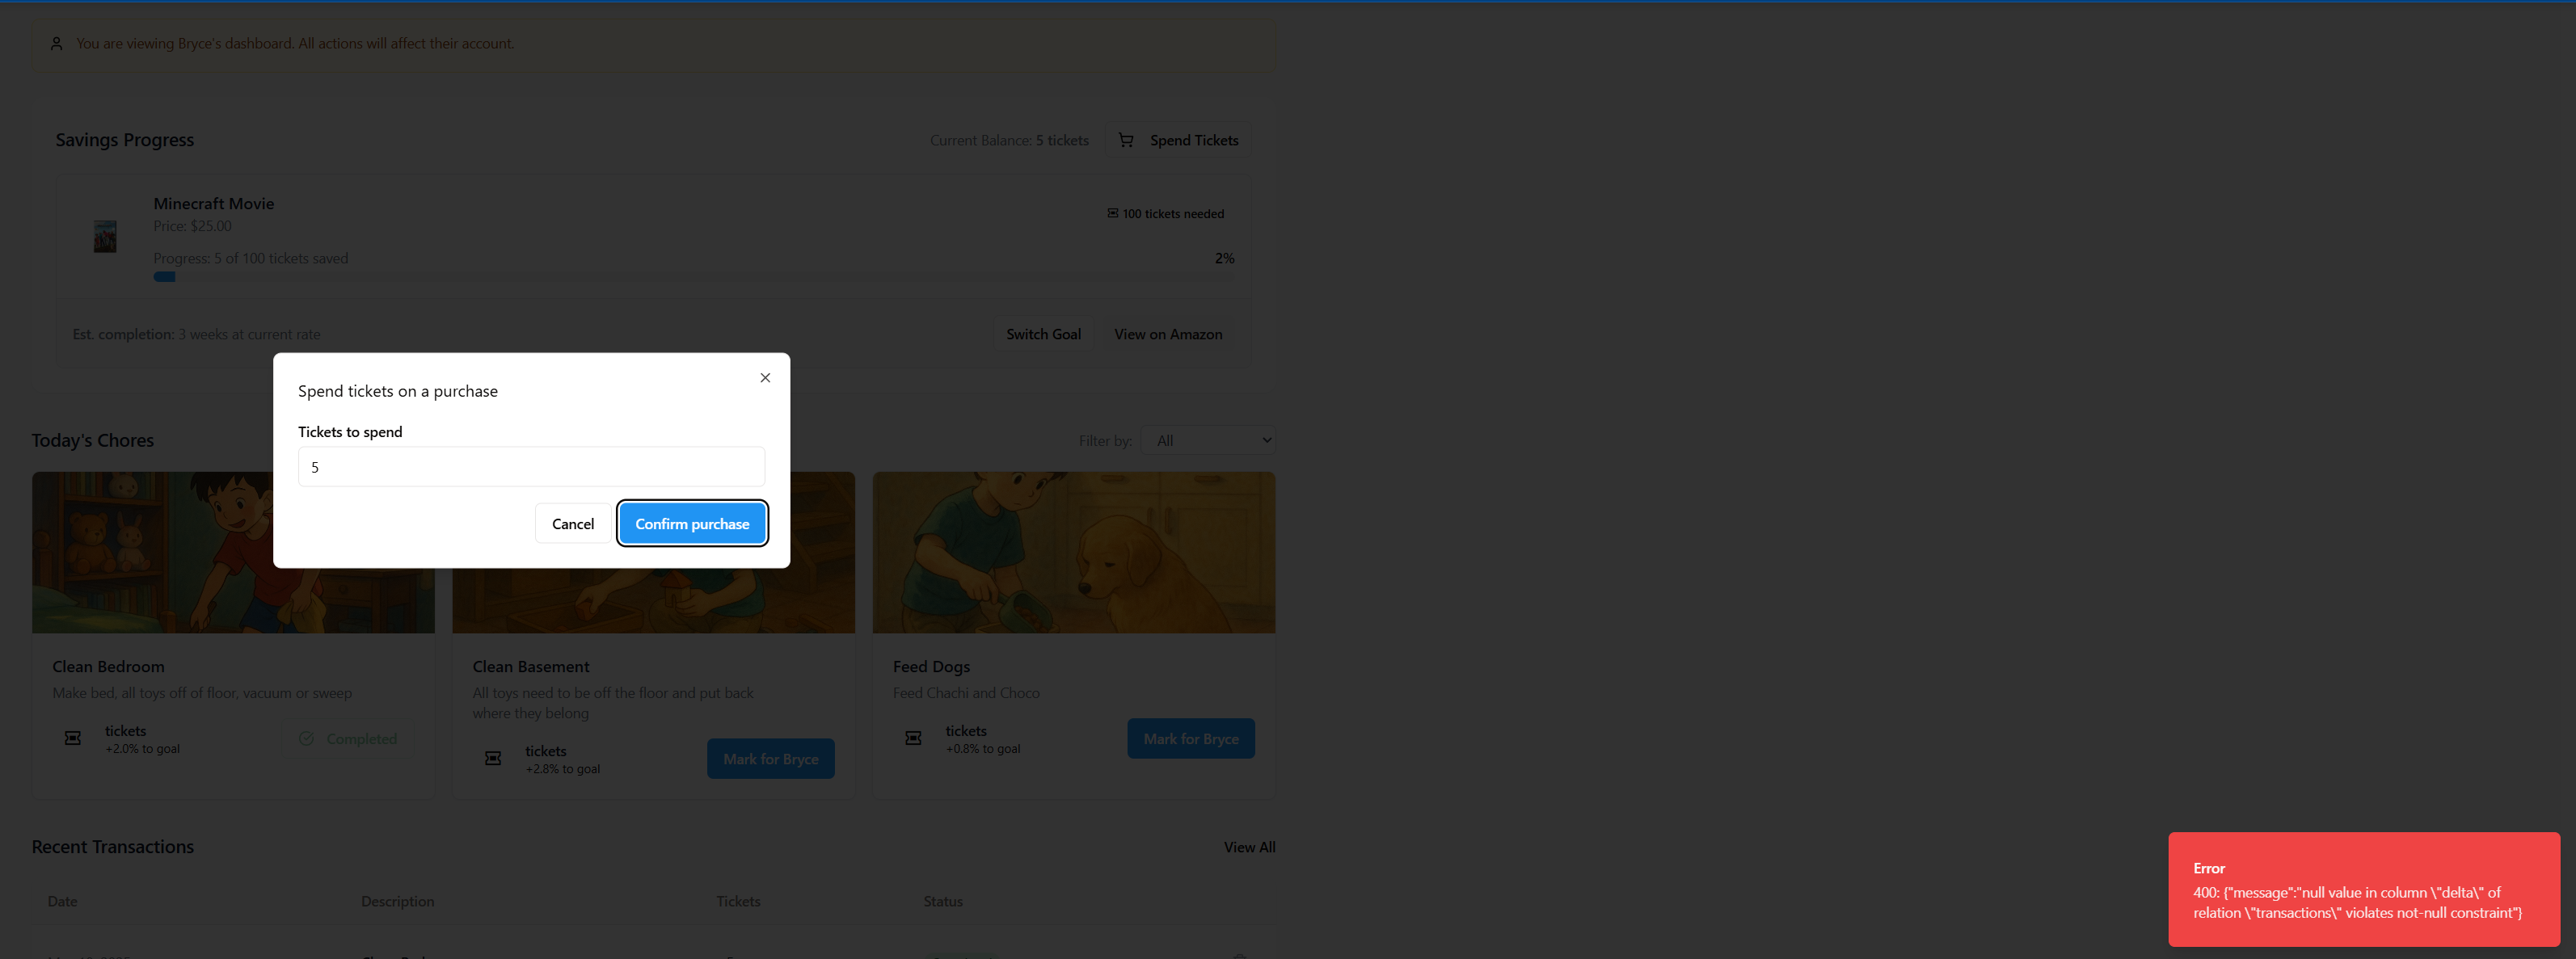 You are viewing Bryce's dashboard. All actions will affect their account.
Savings Progress
Current Balance: 5 tickets
Spend Tickets
Minecraft Movie
Price: $25.00
100 tickets needed
Progress: 5 of 100 tickets saved
2%
Est. completion: 3 weeks at current rate
Switch Goal
View on Amazon
Spend tickets on a purchase
Tickets to spend
5
Cancel
Confirm purchase
Today's Chores
Filter by:
All
Clean Bedroom
Make bed, all toys off of floor, vacuum or sweep
tickets
+2.0% to goal
Completed
Clean Basement
All toys need to be off the floor and put back
where they belong
tickets
+2.8% to goal
Mark for Bryce
Feed Dogs
Feed Chachi and Choco
tickets
+0.8% to goal
Mark for Bryce
Recent Transactions
View All
Date
Description
Tickets
Status
Error
400: {"message":"null value in column \"delta\" of
relation \"transactions\" violates not-null constraint"}